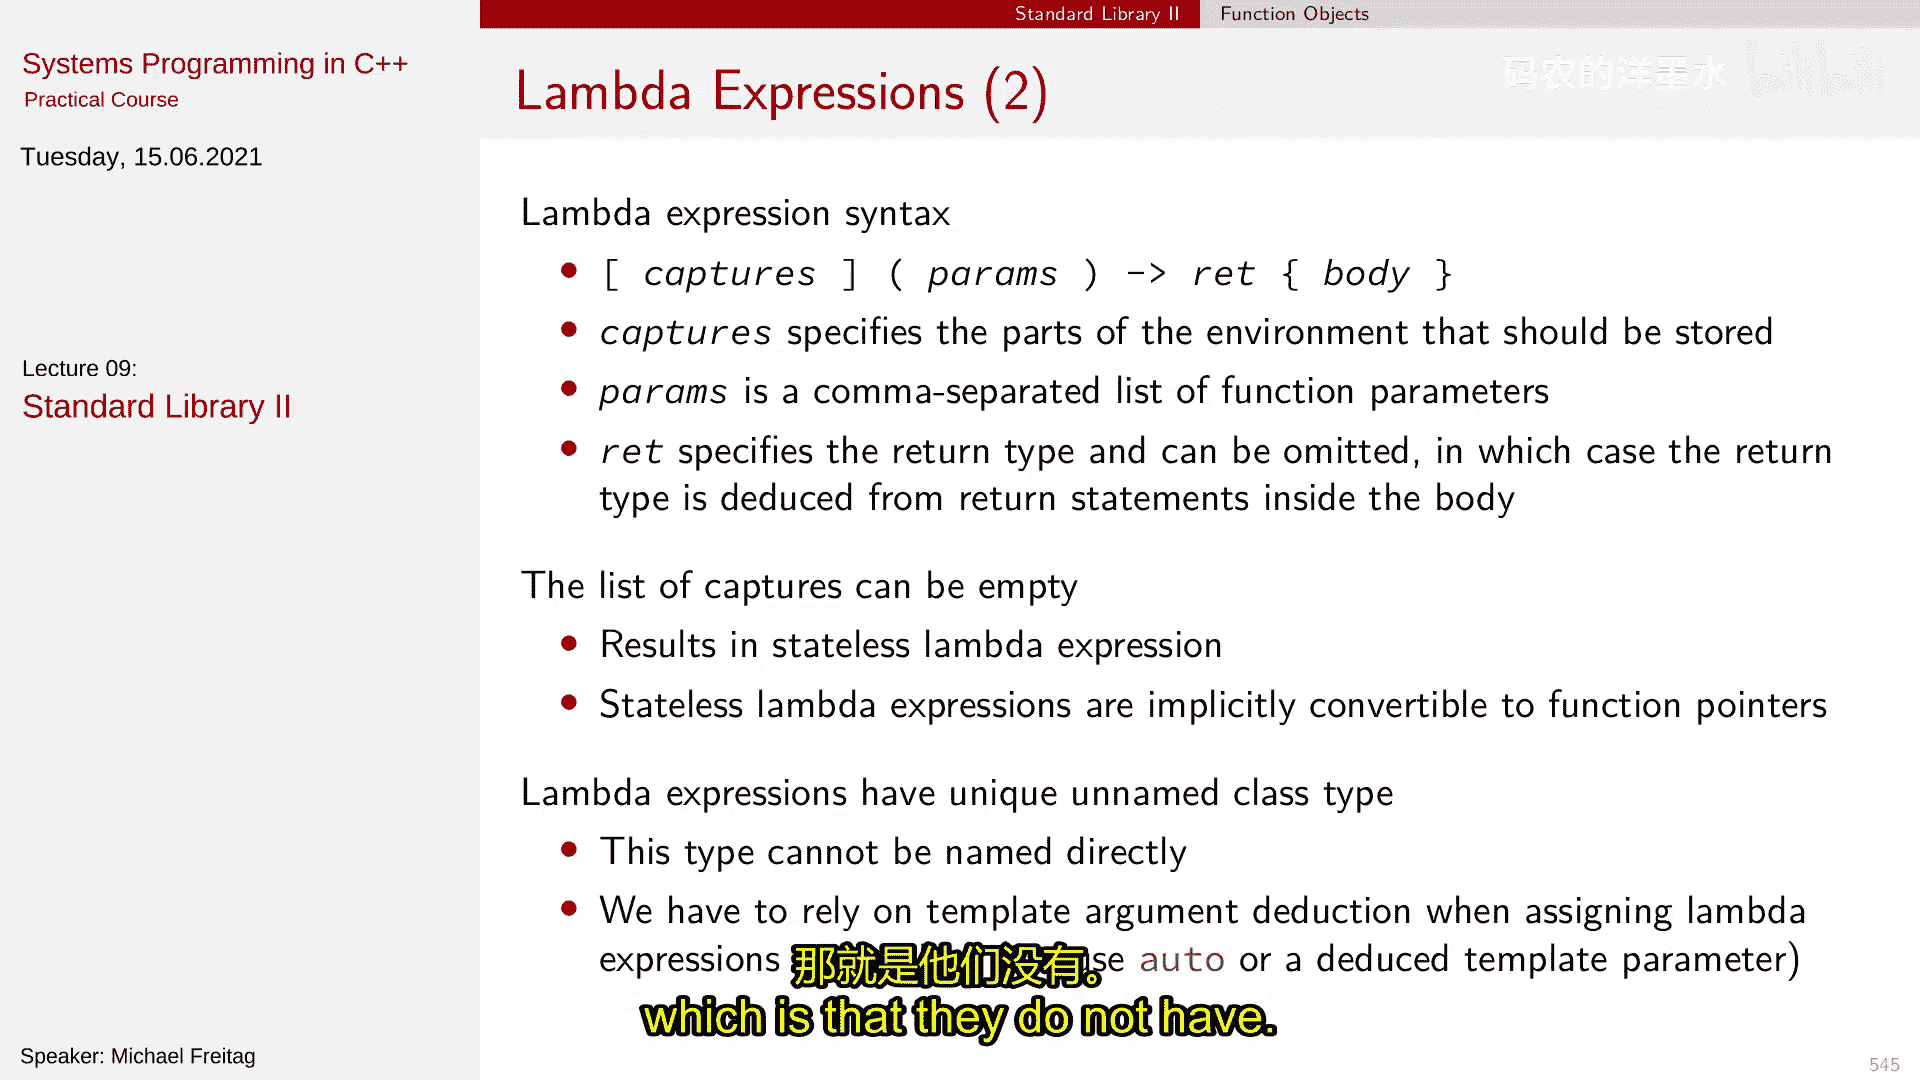 Standard Library II Function Objects
Systems Programming in C++
Practical Course
Tuesday, 15.06.2021
Lecture 09:
Standard Library II
Speaker: Michael Freitag
Lambda Expressions (2)
码农的洋墨水 bilibili
Lambda expression syntax
• [ captures ] ( params ) -> ret { body }
• captures specifies the parts of the environment that should be stored
• params is a comma-separated list of function parameters
• ret specifies the return type and can be omitted, in which case the return
type is deduced from return statements inside the body
The list of captures can be empty
• Results in stateless lambda expression
• Stateless lambda expressions are implicitly convertible to function pointers
Lambda expressions have unique unnamed class type
• This type cannot be named directly
• We have to rely on template argument deduction when assigning lambda
expressions auto or a deduced template parameter)
那就是他们没有。
which is that they do not have.
545